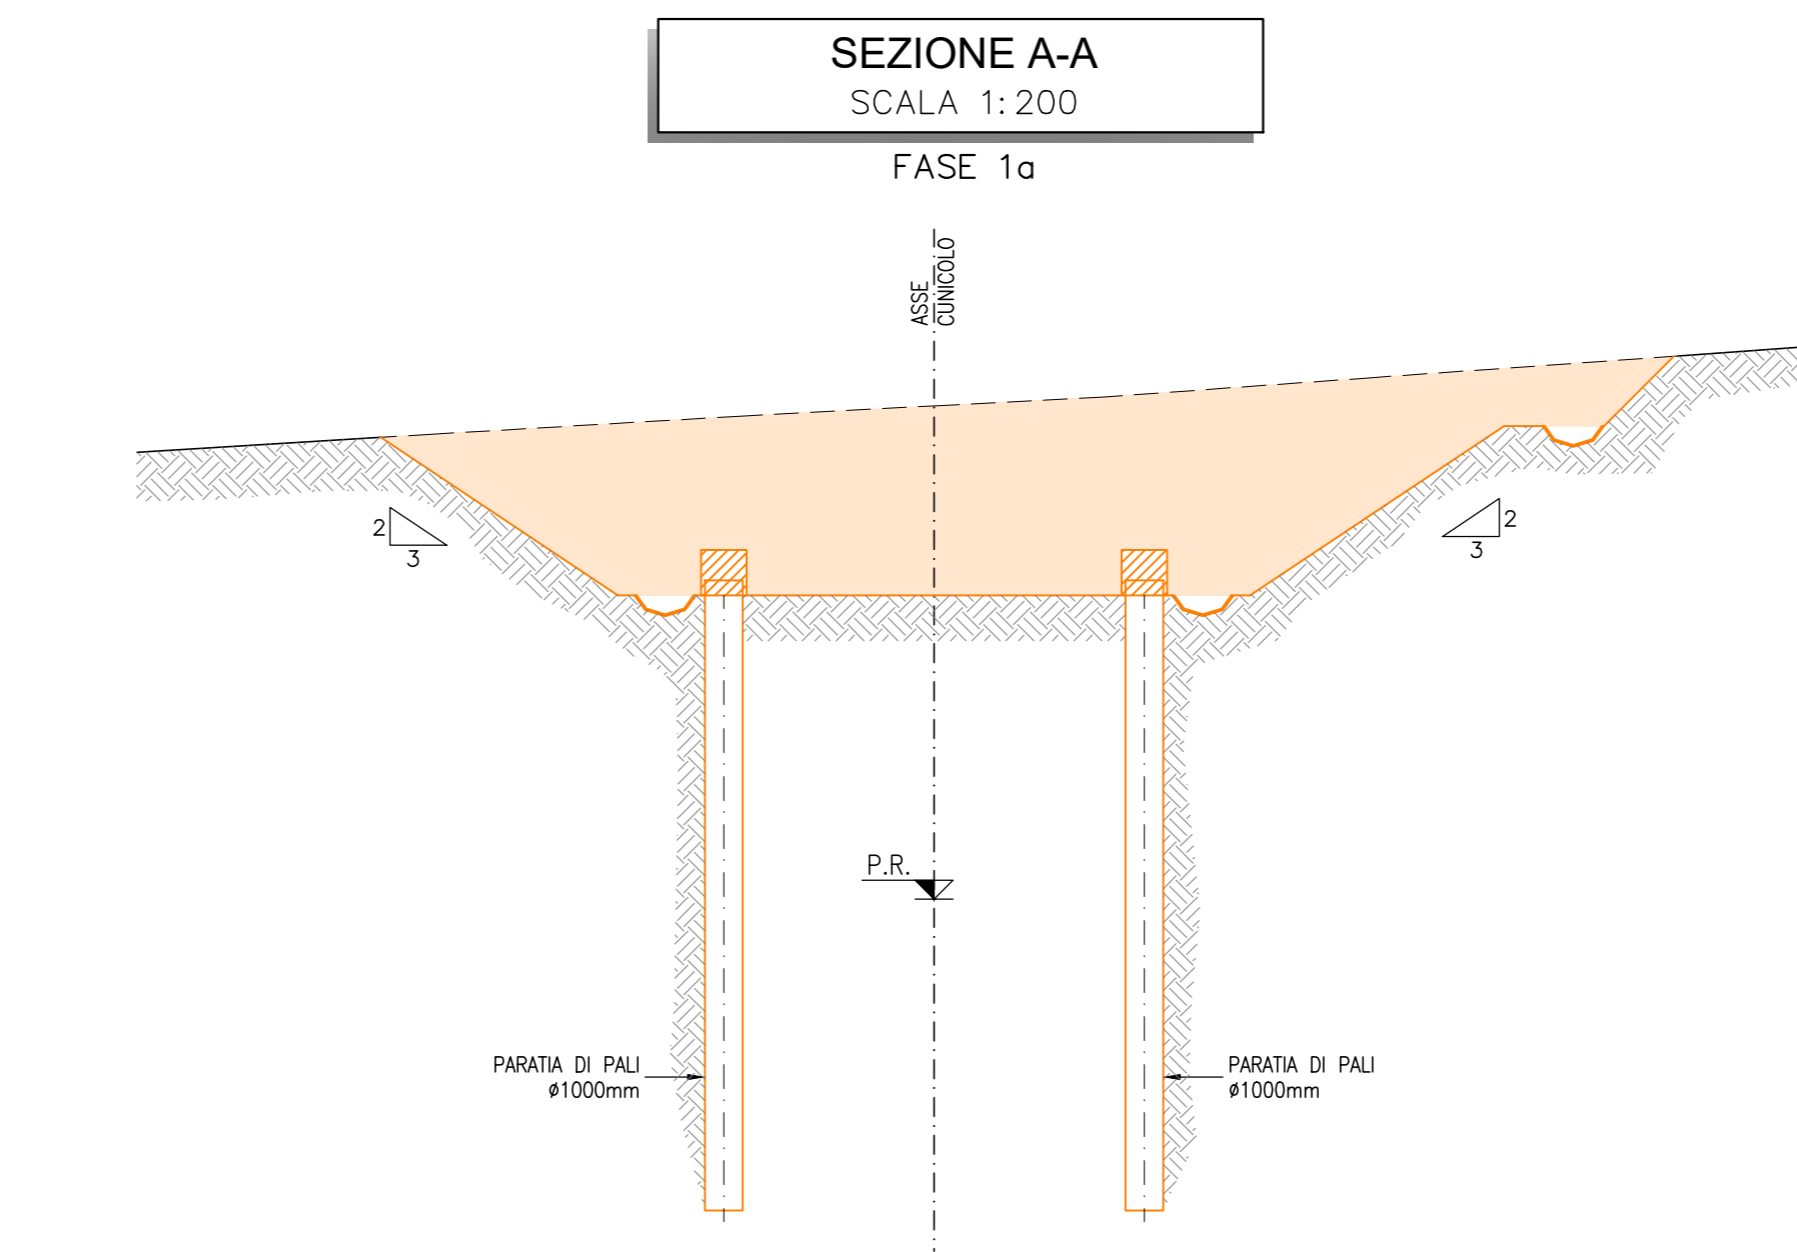 SEZIONE A-A
SCALA 1:200
FASE 1a
ASSE
CUNICOLO
2
3
2
3
P.R.
PARATIA DI PALI
ø1000mm
PARATIA DI PALI
ø1000mm